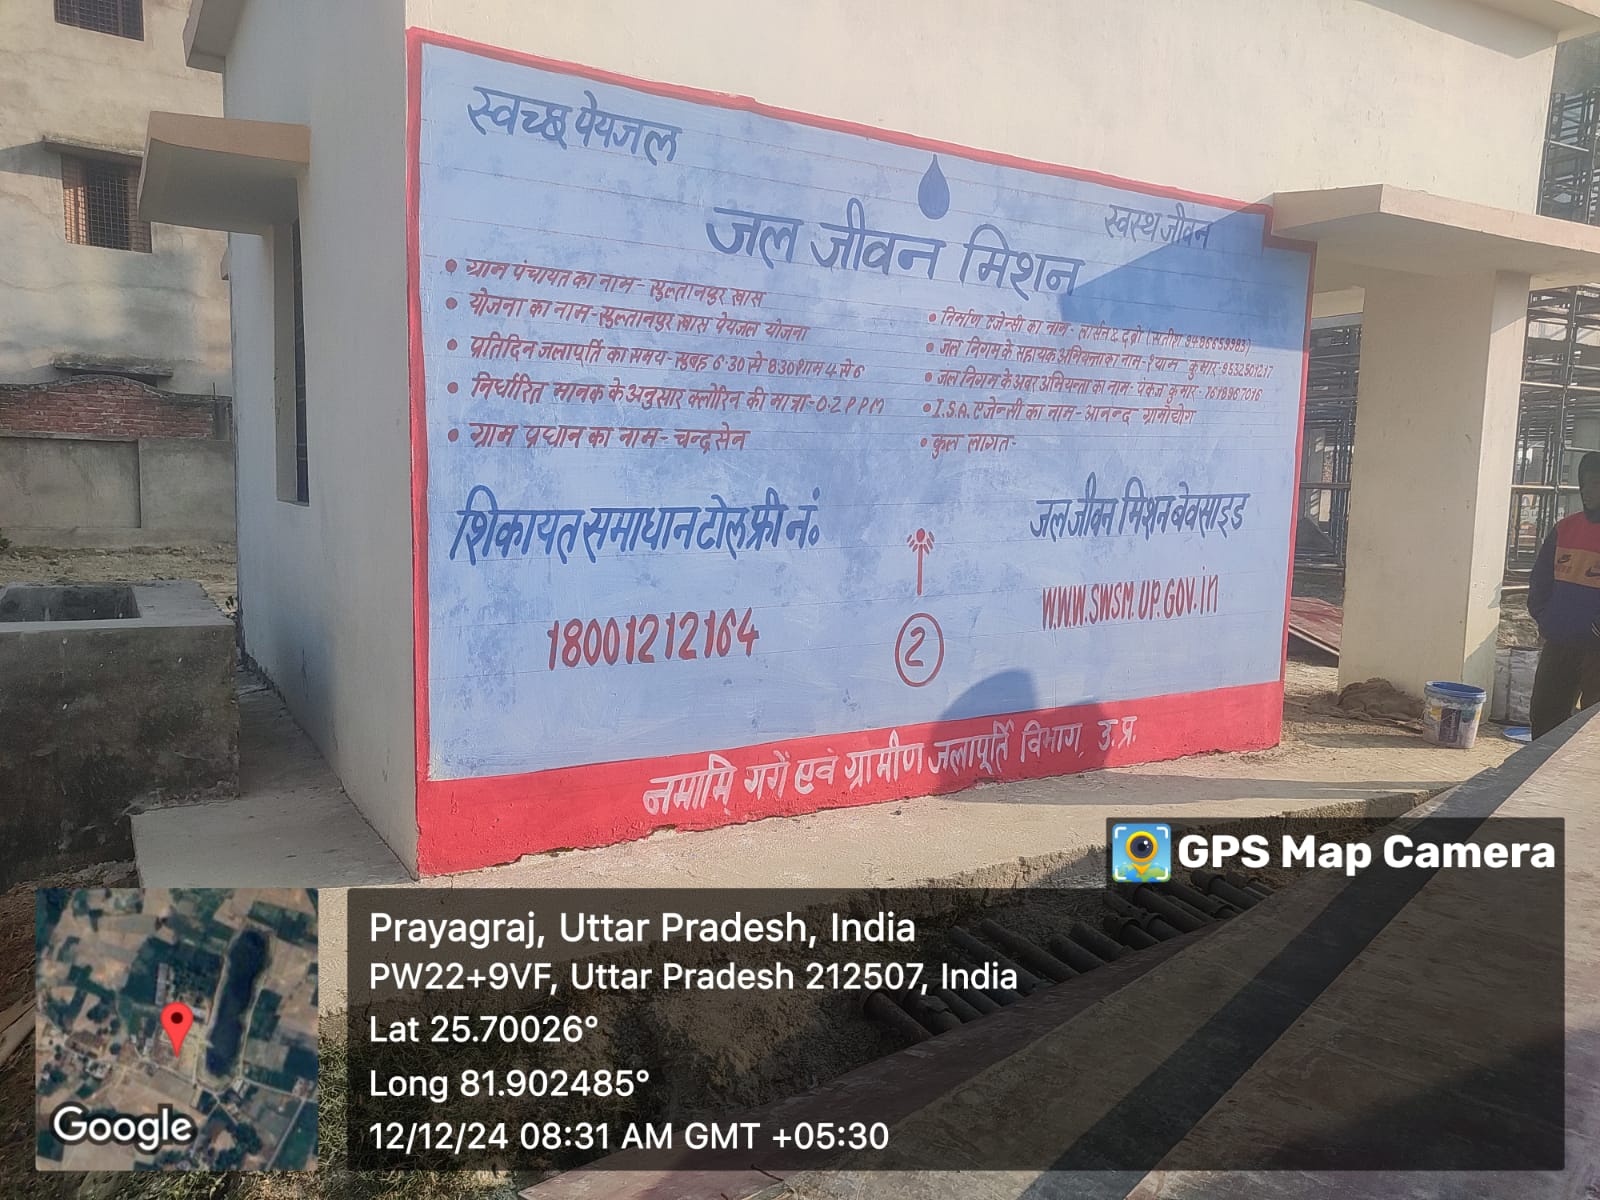 स्वच्छ पेयजल
स्वस्थ जीवन
जल जीवन मिशन
• ग्राम पंचायत का नाम - सुल्तानपुर खास
• योजना का नाम - सुल्तानपुर खास पेयजल योजना
• प्रतिदिन जलापूर्ति का समय - सुबह 6:30 से 8:30 शाम 4 से 6
• निर्धारित मानक के अनुसार क्लोरिन की मात्रा - 0.2 PPM
• ग्राम प्रधान का नाम - चन्द्रसेन
• निर्माण एजेन्सी का नाम - लार्सन &
• जल निगम के सहायक अभियन्ता का नाम - श्याम कुमार -
• जल निगम के अवर अभियन्ता का नाम - पंकज कुमार -
• I.S.A. एजेन्सी का नाम - आनन्द ग्रामोद्योग
• कुल लागत -
शिकायत समाधान टोल फ्री नं॰
18001212164
2
जल जीवन मिशन बेवसाइड
WWW.SWSM.UP.GOV.in
नमामि गगें एवं ग्रामीण जलापूर्ति विभाग, उ. प्र.
GPS Map Camera
Prayagraj, Uttar Pradesh, India
PW22+9VF, Uttar Pradesh 212507, India
Lat 25.70026°
Long 81.902485°
12/12/24 08:31 AM GMT +05:30
Google